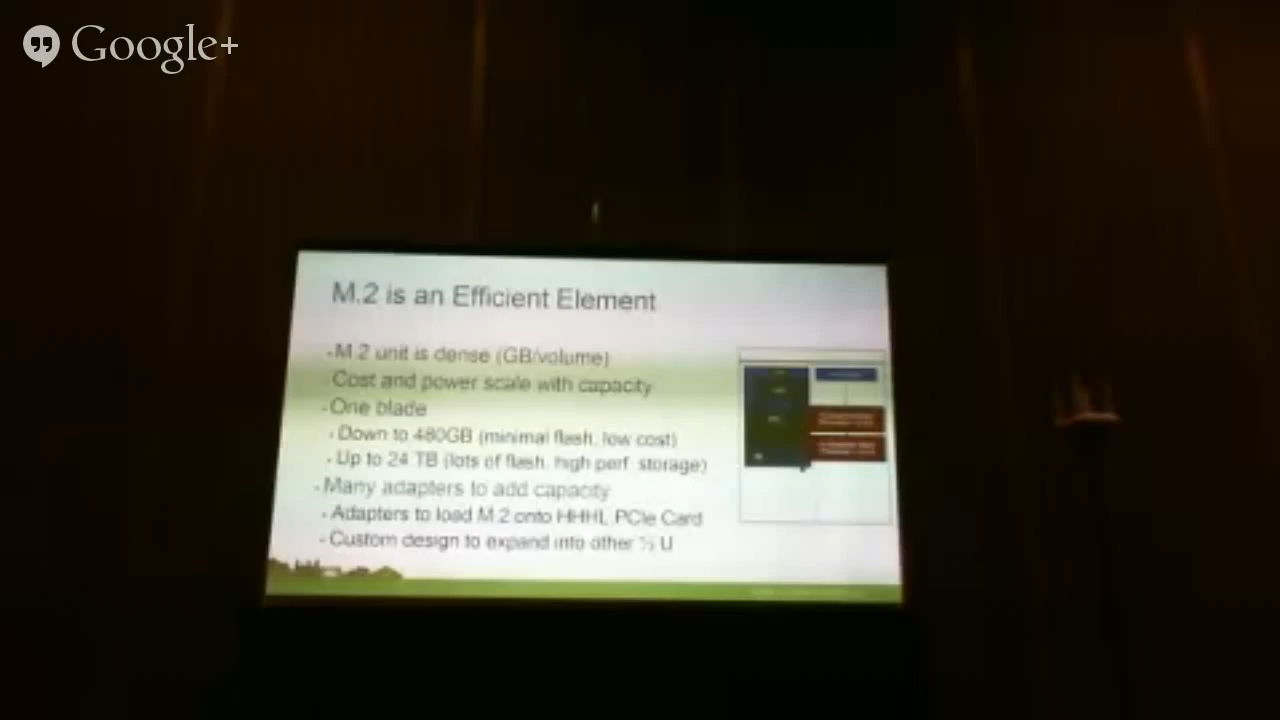 Google+
M.2 is an Efficient Element
-M.2 unit is dense (GB/volume)
-Cost and power scale with capacity
-One blade
-Down to 480GB (minimal flash, low cost)
-Up to 24 TB (lots of flash, high perf. storage)
-Many adapters to add capacity
-Adapters to load M.2 onto HHHL PCIe Card
-Custom design to expand into other ½ U